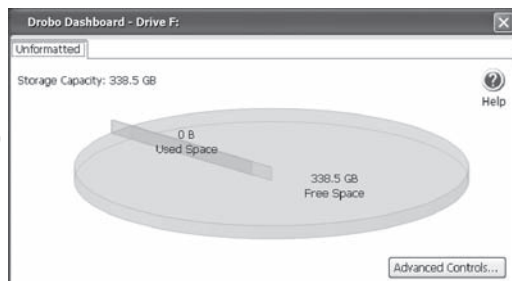 Drobo Dashboard - Drive F:
Unformatted
Storage Capacity: 338.5 GB
Help
0 B
Used Space
338.5 GB
Free Space
Advanced Controls...